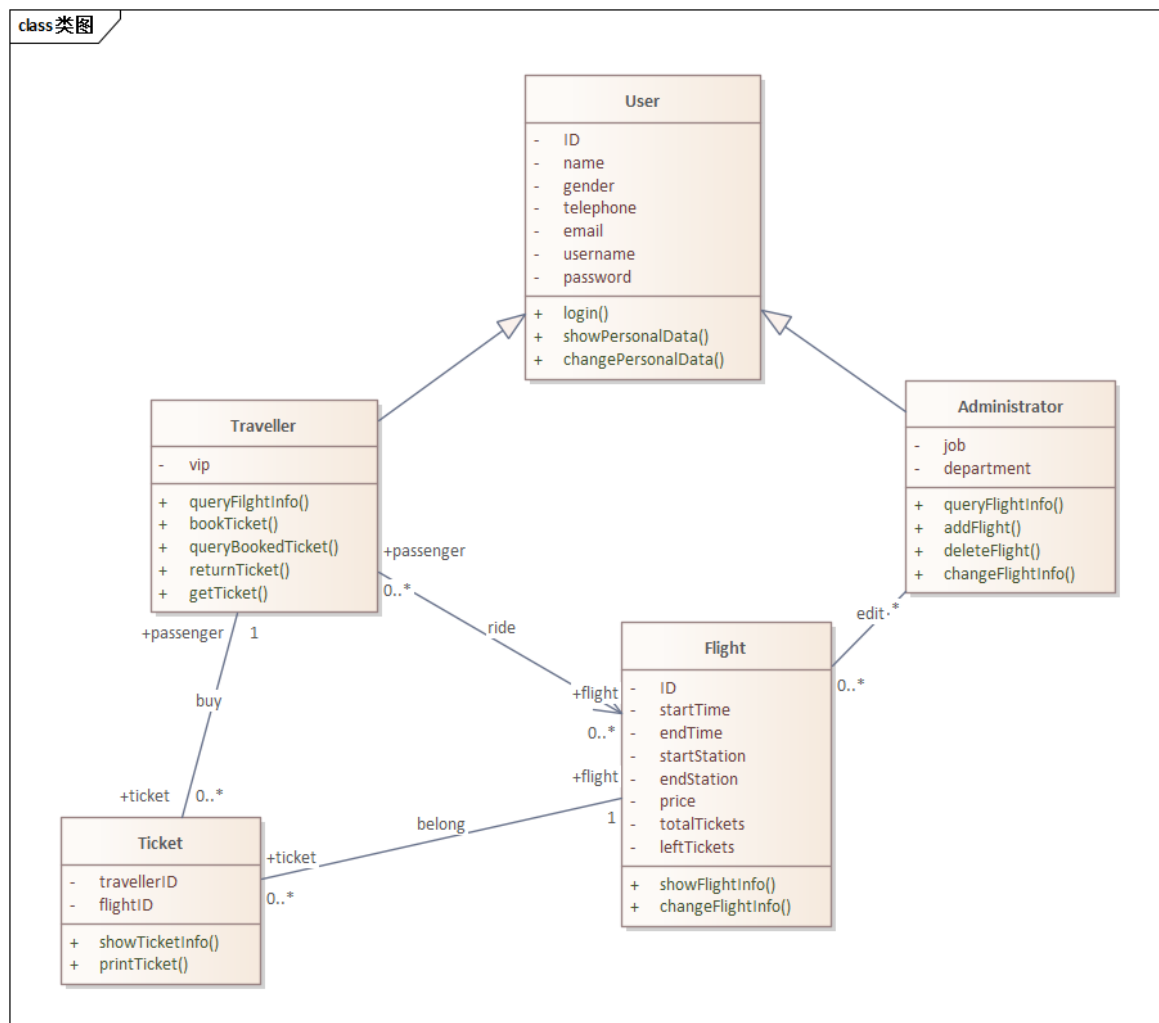 class类图
User
- ID
- name
- gender
- telephone
- email
- username
- password
+ login()
+ showPersonalData()
+ changePersonalData()
Traveller
- vip
+ queryFilghtInfo()
+ bookTicket()
+ queryBookedTicket()
+ returnTicket()
+ getTicket()
Administrator
- job
- department
+ queryFlightInfo()
+ addFlight()
+ deleteFlight()
+ changeFlightInfo()
+passenger
0..*
ride
+flight
0..*
edit
*
0..*
+passenger 1
buy
+ticket 0..*
Flight
- ID
- startTime
- endTime
- startStation
- endStation
- price
- totalTickets
- leftTickets
+ showFlightInfo()
+ changeFlightInfo()
+flight
1
belong
+ticket
0..*
Ticket
- travellerID
- flightID
+ showTicketInfo()
+ printTicket()